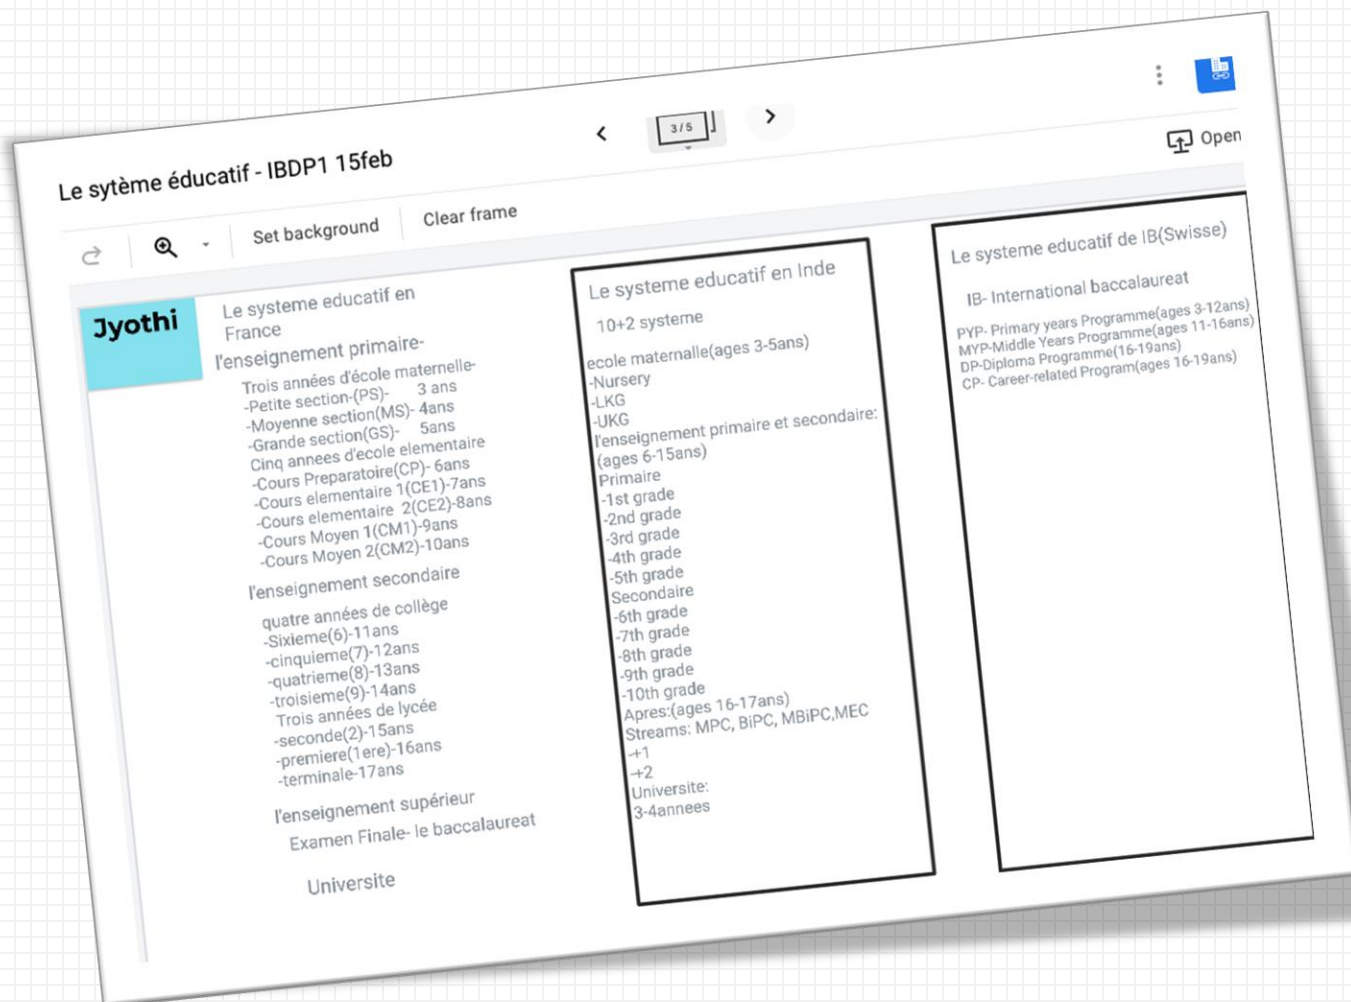 Le sytème éducatif - IBDP1 15feb
3 / 5
Open
Set background
Clear frame
Jyothi
Le systeme educatif en
France
l'enseignement primaire-
Trois années d'école maternelle-
-Petite section-(PS)- 3 ans
-Moyenne section(MS)- 4ans
-Grande section(GS)- 5ans
Cinq annees d'ecole elementaire
-Cours Preparatoire(CP)- 6ans
-Cours elementaire 1(CE1)-7ans
-Cours elementaire 2(CE2)-8ans
-Cours Moyen 1(CM1)-9ans
-Cours Moyen 2(CM2)-10ans
l'enseignement secondaire
quatre années de collège
-Sixieme(6)-11ans
-cinquieme(7)-12ans
-quatrieme(8)-13ans
-troisieme(9)-14ans
Trois années de lycée
-seconde(2)-15ans
-premiere(1ere)-16ans
-terminale-17ans
l'enseignement supérieur
Examen Finale- le baccalaureat
Universite
Le systeme educatif en Inde
10+2 systeme
ecole maternalle(ages 3-5ans)
-Nursery
-LKG
-UKG
l'enseignement primaire et secondaire:
(ages 6-15ans)
Primaire
-1st grade
-2nd grade
-3rd grade
-4th grade
-5th grade
Secondaire
-6th grade
-7th grade
-8th grade
-9th grade
-10th grade
Apres:(ages 16-17ans)
Streams: MPC, BiPC, MBiPC,MEC
-+1
-+2
Universite:
3-4annees
Le systeme educatif de IB(Swisse)
IB- International baccalaureat
PYP- Primary years Programme(ages 3-12ans)
MYP-Middle Years Programme(ages 11-16ans)
DP-Diploma Programme(16-19ans)
CP- Career-related Program(ages 16-19ans)